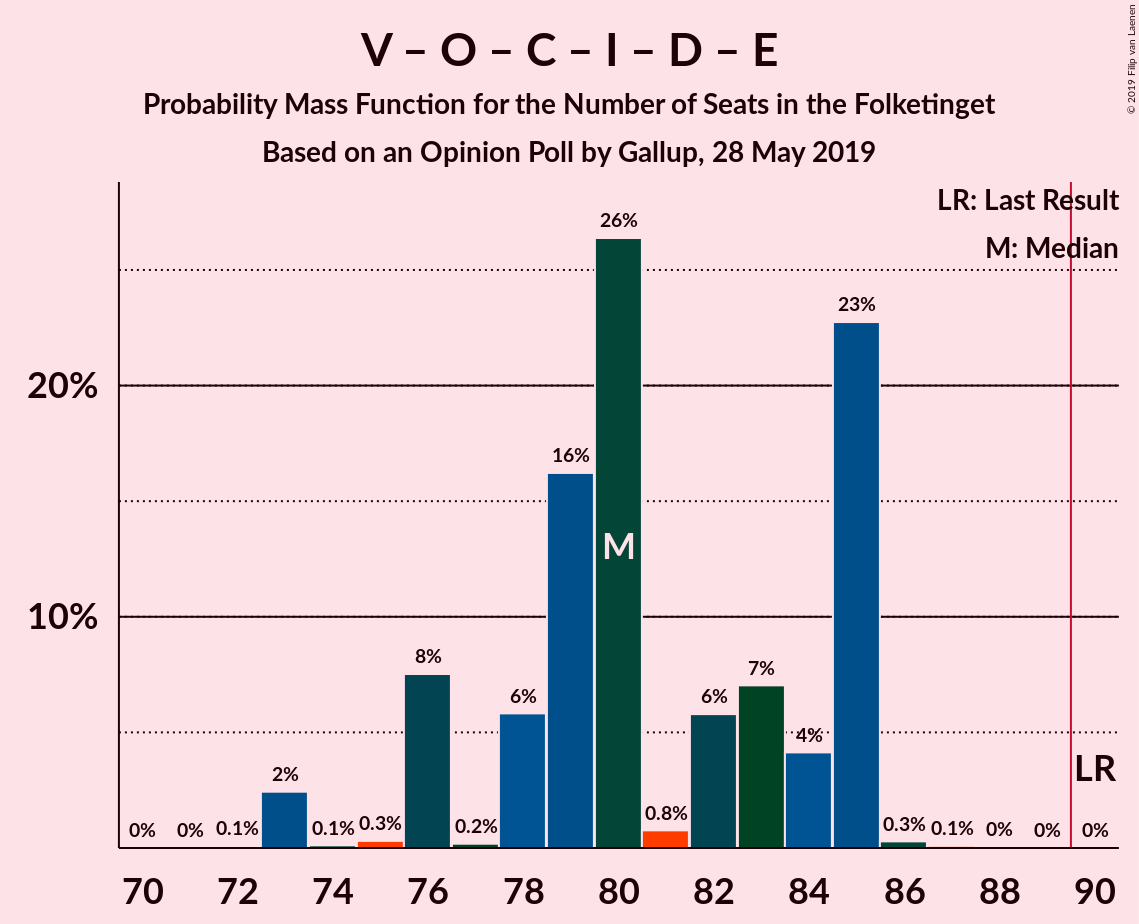 V – O – C – I – D – E
Probability Mass Function for the Number of Seats in the Folketinget
Based on an Opinion Poll by Gallup, 28 May 2019
© 2019 Filip van Laenen
LR: Last Result
M: Median
26%
23%
20%
16%
M
10%
8%
7%
6%
6%
4%
LR
2%
0%
0%
0.1%
0.1%
0.3%
0.2%
0.8%
0.3%
0.1%
0%
0%
0%
70 72 74 76 78 80 82 84 86 88 90